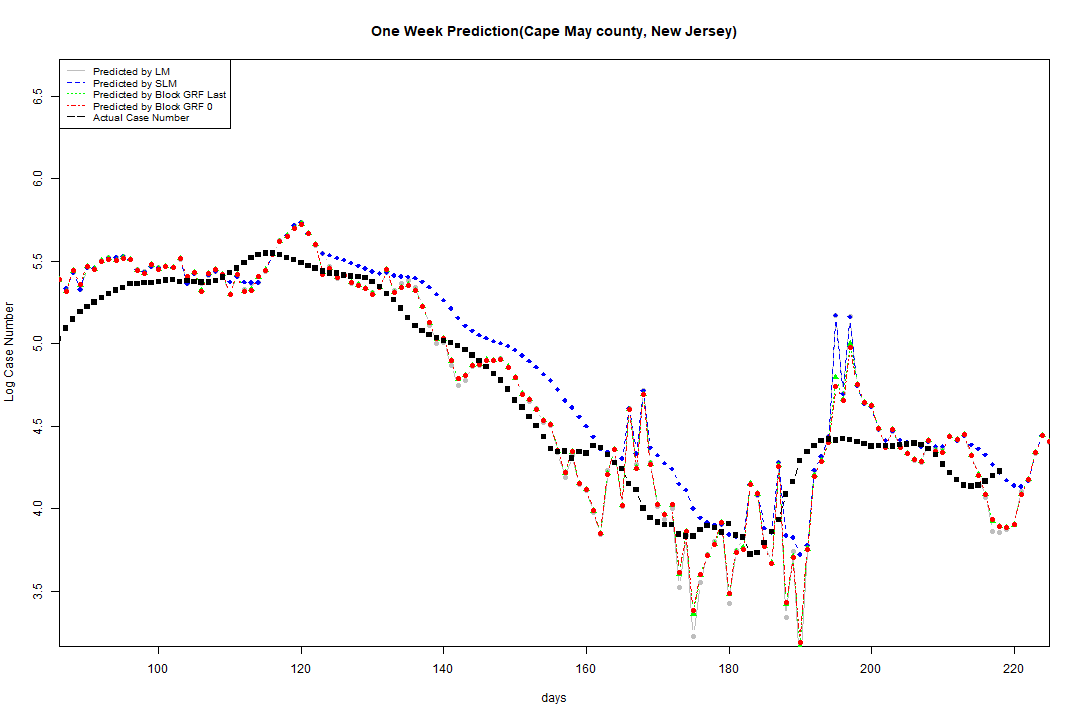 One Week Prediction(Cape May county, New Jersey)
Predicted by LM
Predicted by SLM
Predicted by Block GRF Last
Predicted by Block GRF 0
Actual Case Number
6.5
6.0
5.5
5.0
4.5
4.0
3.5
Log Case Number
100 120 140 160 180 200 220
days